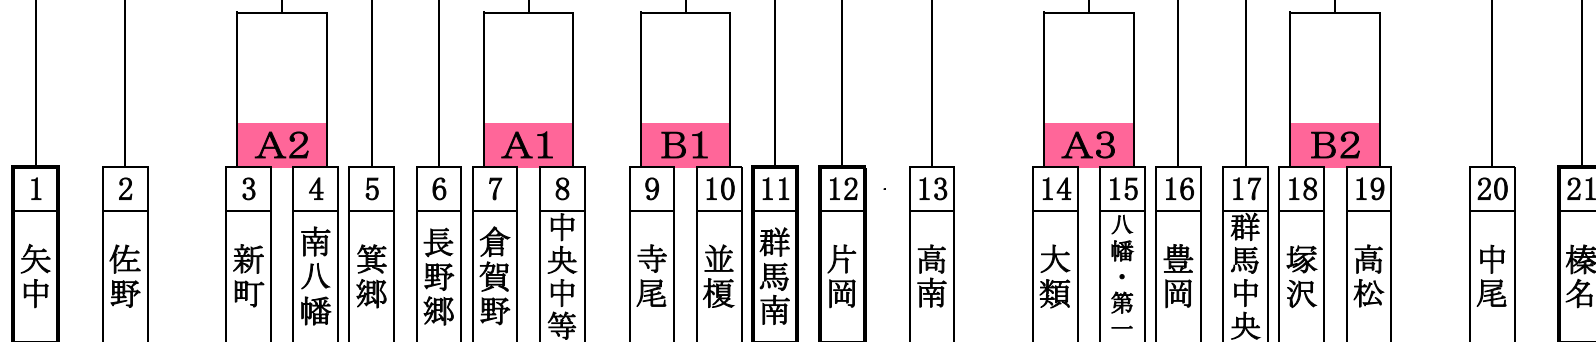 A2 A1 B1 A3 B2
1 2 3 4 5 6 7 8 9 10 11 12 13 14 15 16 17 18 19 20 21
矢中
佐野
新町
南八幡
箕郷
長野郷
倉賀野
中央中等
寺尾
並榎
群馬南
片岡
高南
大類
八幡・第一
豊岡
群馬中央
塚沢
高松
中尾
榛名